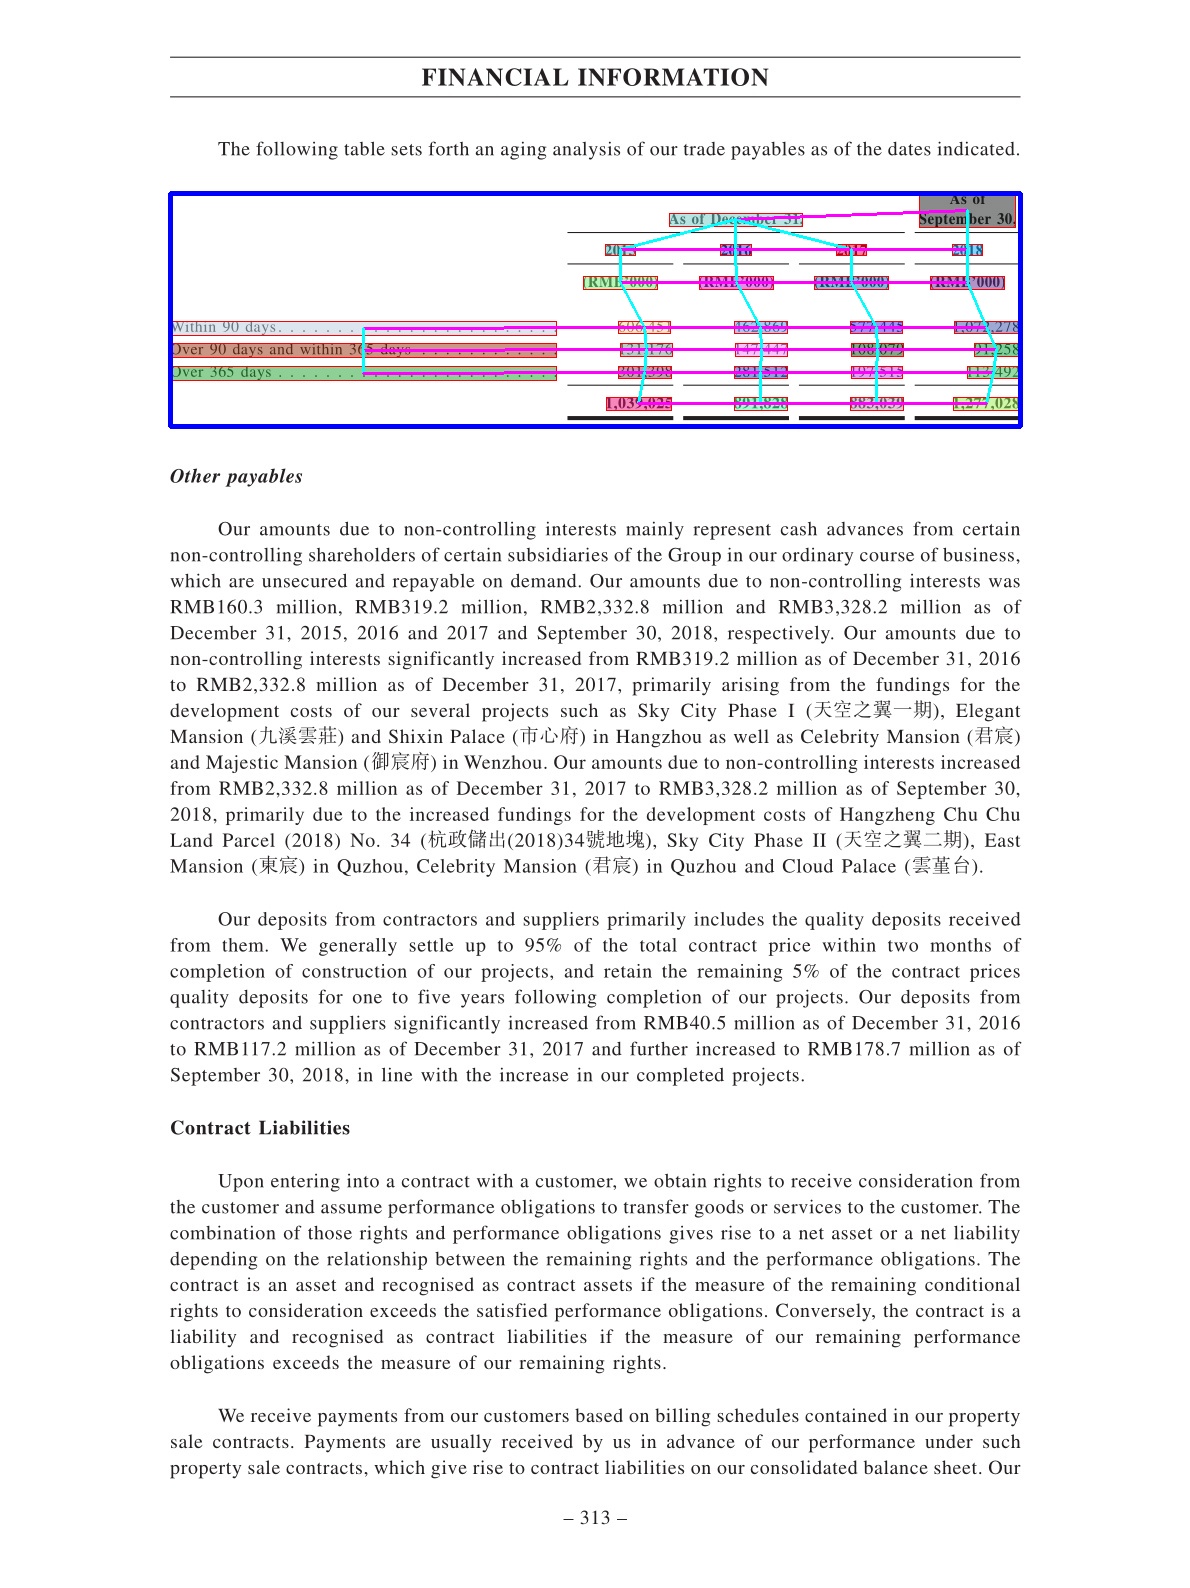 FINANCIAL INFORMATION
The following table sets forth an aging analysis of our trade payables as of the dates indicated.
As of December 31,
As of
September 30,
2015 2016 2017 2018
(RMB'000) (RMB'000) (RMB'000) (RMB'000)
Within 90 days . . . . . . . . . . . . . . . . . . . . . . . . 606,451 462,869 577,445 1,072,278
Over 90 days and within 365 days . . . . . . . . . . . . 131,176 147,447 108,079 91,258
Over 365 days . . . . . . . . . . . . . . . . . . . . . . . . 301,398 281,512 197,515 113,492
1,039,025 891,828 883,039 1,277,028
Other payables
Our amounts due to non-controlling interests mainly represent cash advances from certain
non-controlling shareholders of certain subsidiaries of the Group in our ordinary course of business,
which are unsecured and repayable on demand. Our amounts due to non-controlling interests was
RMB160.3 million, RMB319.2 million, RMB2,332.8 million and RMB3,328.2 million as of
December 31, 2015, 2016 and 2017 and September 30, 2018, respectively. Our amounts due to
non-controlling interests significantly increased from RMB319.2 million as of December 31, 2016
to RMB2,332.8 million as of December 31, 2017, primarily arising from the fundings for the
development costs of our several projects such as Sky City Phase I (天空之翼一期), Elegant
Mansion (九溪雲莊) and Shixin Palace (市心府) in Hangzhou as well as Celebrity Mansion (君宸)
and Majestic Mansion (御宸府) in Wenzhou. Our amounts due to non-controlling interests increased
from RMB2,332.8 million as of December 31, 2017 to RMB3,328.2 million as of September 30,
2018, primarily due to the increased fundings for the development costs of Hangzheng Chu Chu
Land Parcel (2018) No. 34 (杭政儲出(2018)34號地塊), Sky City Phase II (天空之翼二期), East
Mansion (東宸) in Quzhou, Celebrity Mansion (君宸) in Quzhou and Cloud Palace (雲堇台).
Our deposits from contractors and suppliers primarily includes the quality deposits received
from them. We generally settle up to 95% of the total contract price within two months of
completion of construction of our projects, and retain the remaining 5% of the contract prices
quality deposits for one to five years following completion of our projects. Our deposits from
contractors and suppliers significantly increased from RMB40.5 million as of December 31, 2016
to RMB117.2 million as of December 31, 2017 and further increased to RMB178.7 million as of
September 30, 2018, in line with the increase in our completed projects.
Contract Liabilities
Upon entering into a contract with a customer, we obtain rights to receive consideration from
the customer and assume performance obligations to transfer goods or services to the customer. The
combination of those rights and performance obligations gives rise to a net asset or a net liability
depending on the relationship between the remaining rights and the performance obligations. The
contract is an asset and recognised as contract assets if the measure of the remaining conditional
rights to consideration exceeds the satisfied performance obligations. Conversely, the contract is a
liability and recognised as contract liabilities if the measure of our remaining performance
obligations exceeds the measure of our remaining rights.
We receive payments from our customers based on billing schedules contained in our property
sale contracts. Payments are usually received by us in advance of our performance under such
property sale contracts, which give rise to contract liabilities on our consolidated balance sheet. Our
– 313 –